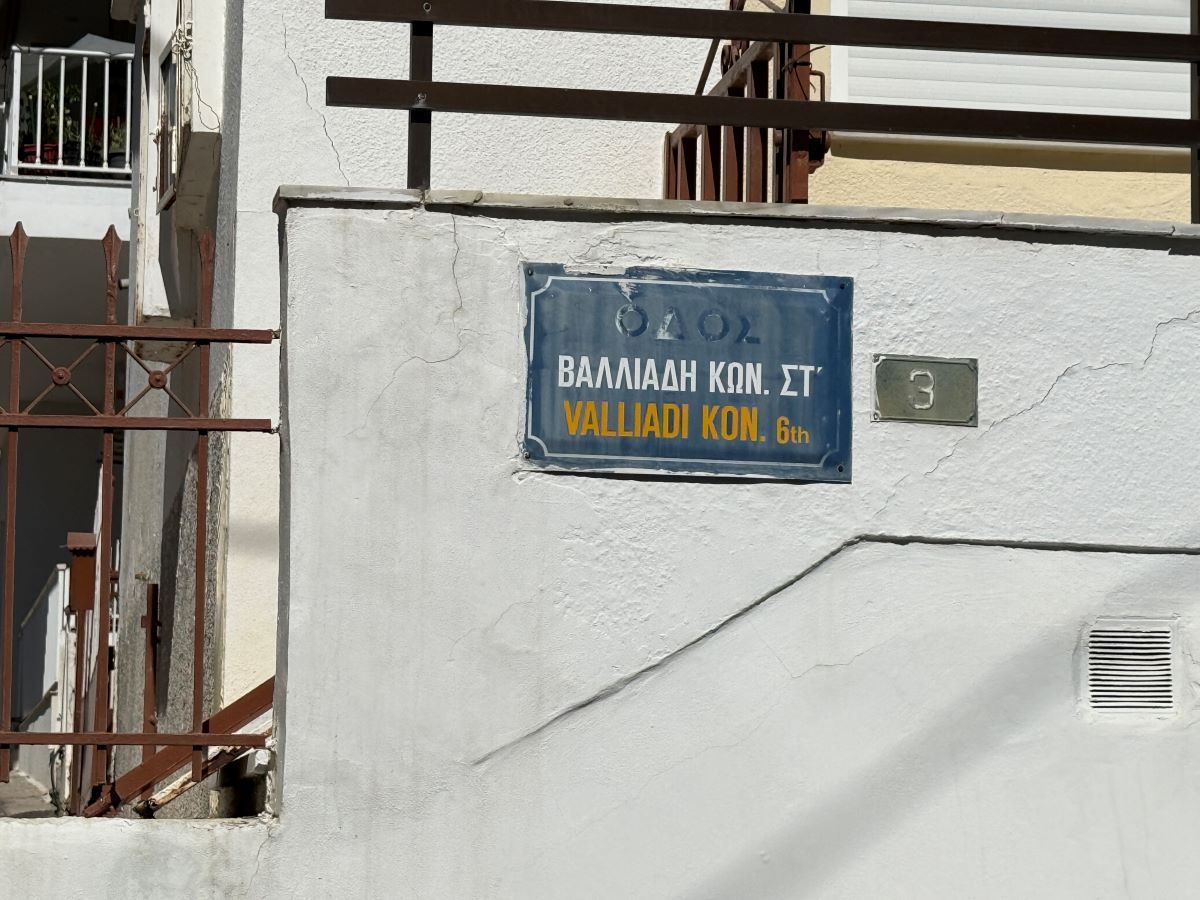 ΟΔΟΣ
ΒΑΛΛΙΑΔΗ ΚΩΝ. ΣΤ΄
VALLIADI KON. 6th
3